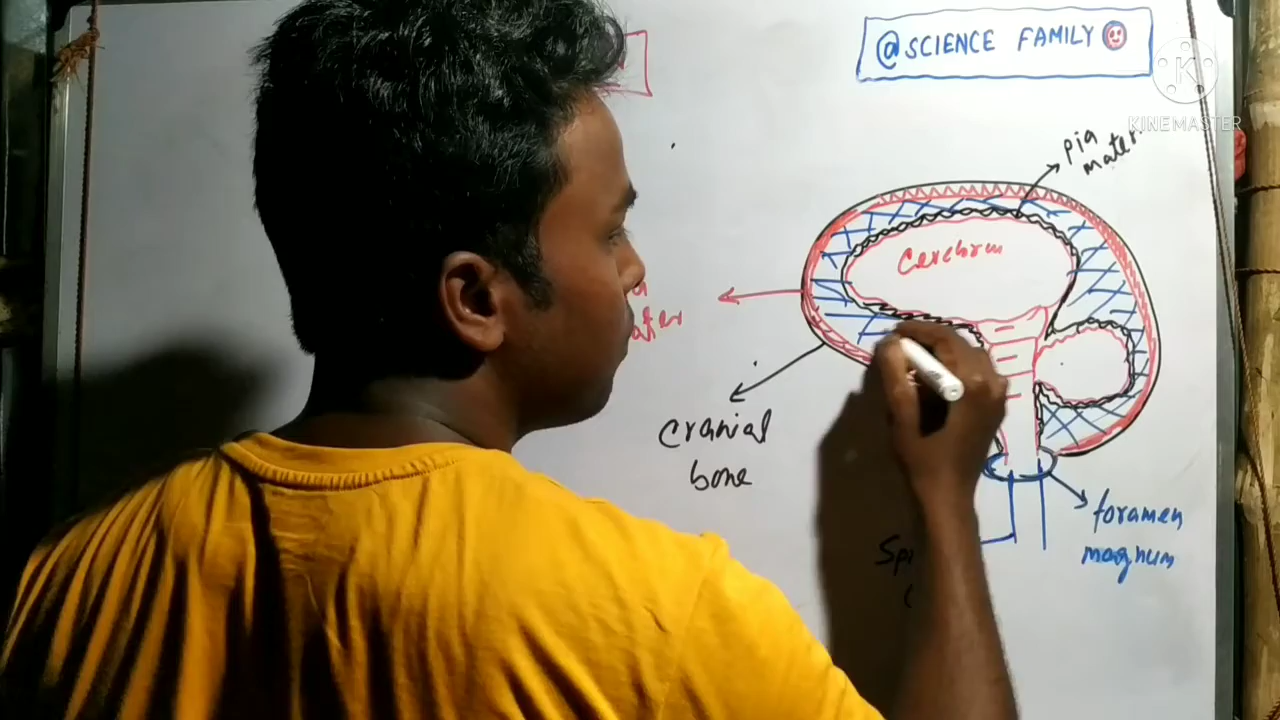 @SCIENCE FAMILY
KINEMASTER
pia
mater
Cerebrum
cranial
bone
foramen
magnum